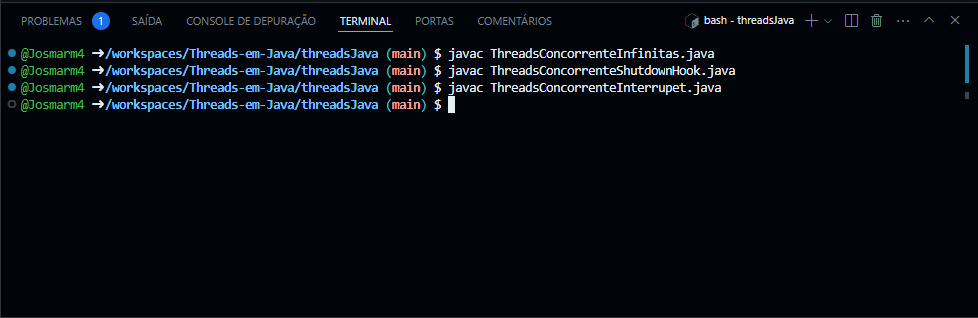 PROBLEMAS 1 SAÍDA CONSOLE DE DEPURAÇÃO TERMINAL PORTAS COMENTÁRIOS bash - threadsJava
@Josmarm4 ➜/workspaces/Threads-em-Java/threadsJava (main) $ javac ThreadsConcorrenteInfinitas.java
@Josmarm4 ➜/workspaces/Threads-em-Java/threadsJava (main) $ javac ThreadsConcorrenteShutdownHook.java
@Josmarm4 ➜/workspaces/Threads-em-Java/threadsJava (main) $ javac ThreadsConcorrenteInterrupet.java
@Josmarm4 ➜/workspaces/Threads-em-Java/threadsJava (main) $